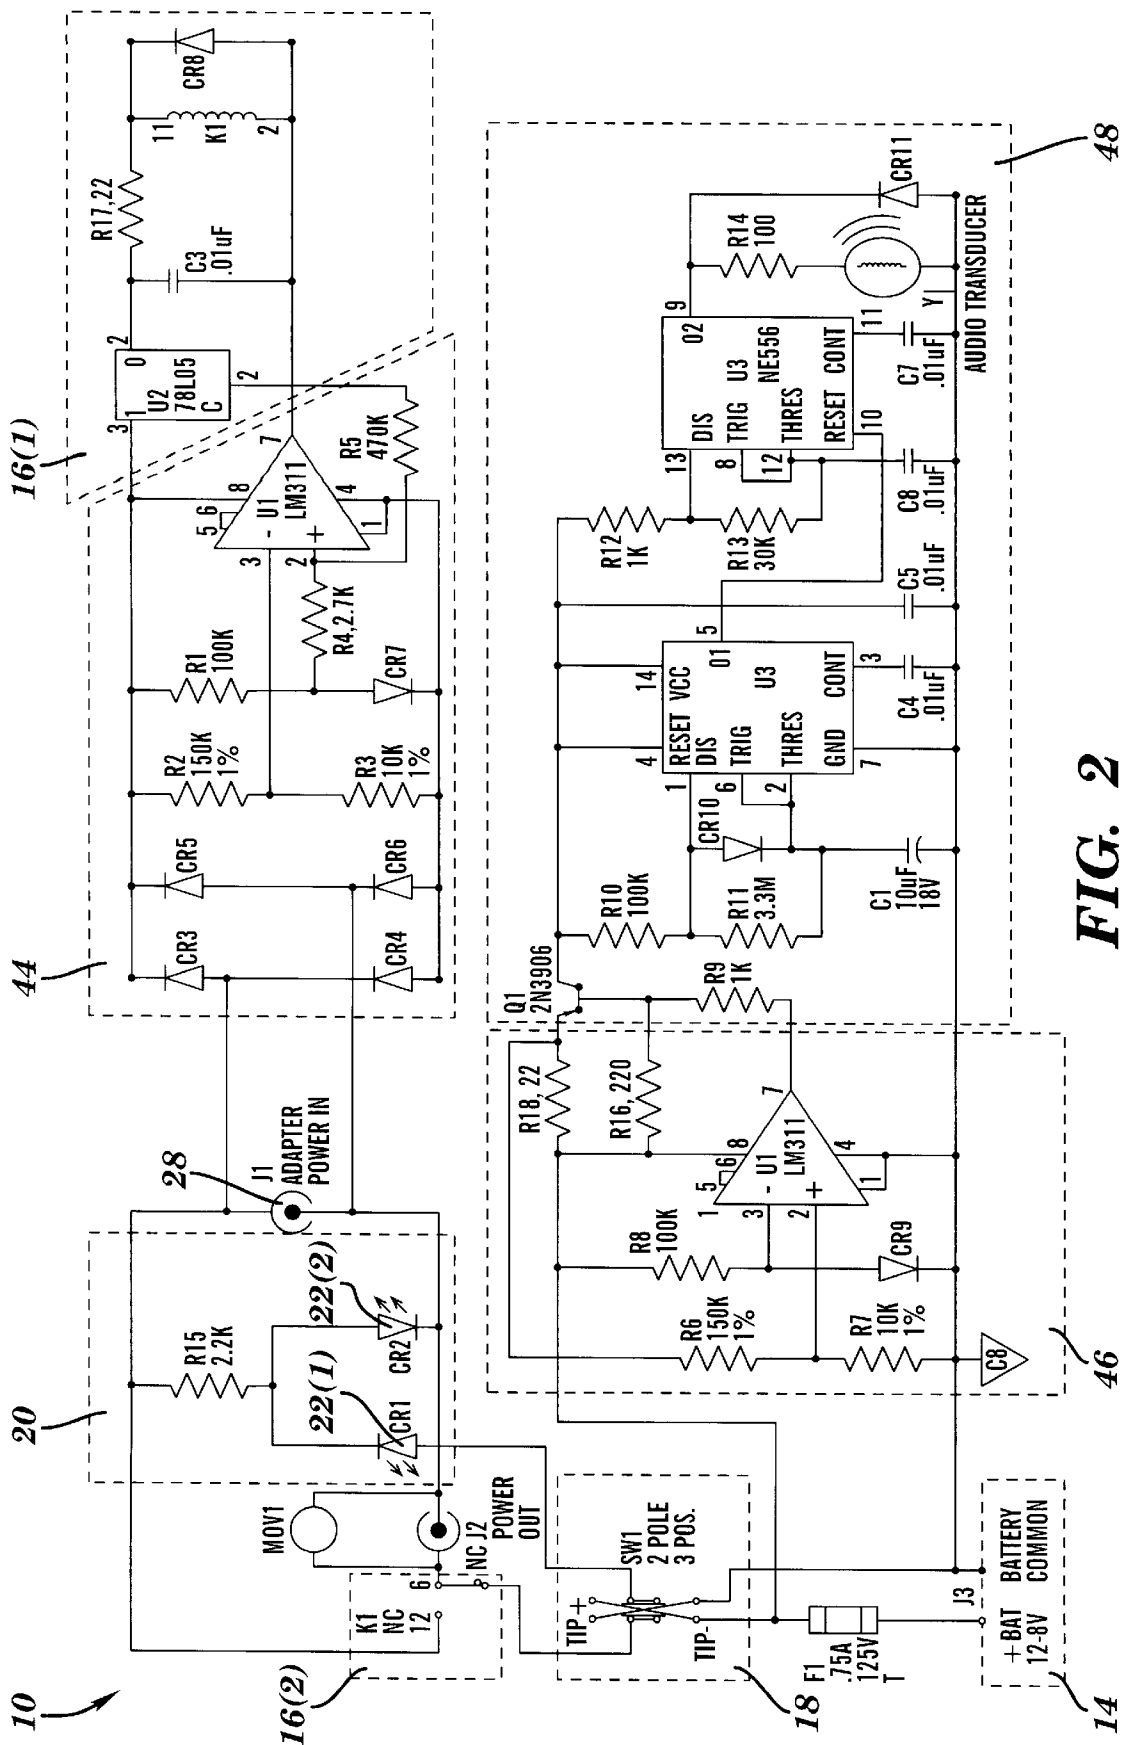 10
16(2)
K1
NC
12
6
NC
J2
POWER
OUT
MOV1
20
R15
2.2K
22(1)
22(2)
CR1
CR2
28
J1
ADAPTER
POWER IN
44
CR3
CR4
CR5
CR6
R2
150K
1%
R3
10K
1%
R1
100K
CR7
R4,2.7K
3
2
-
+
5
6
8
U1
LM311
4
1
7
R5
470K
16(1)
3
1
U2
78L05
C
O
2
2
C3
.01uF
R17,22
11
K1
2
CR8
14
+BAT
12-8V
BATTERY
COMMON
J3
F1
.75A
125V
T
18
TIP+
TIP-
SW1
2 POLE
3 POS.
46
C8
R6
150K
1%
R7
10K
1%
R8
100K
CR9
1
3
2
-
+
5
6
8
U1
LM311
4
1
7
R18, 22
R16, 220
Q1
2N3906
R9
1K
R10
100K
R11
3.3M
CR10
C1
10uF
18V
4
14
1
6
2
7
3
5
RESET
VCC
DIS
TRIG
THRES
GND
CONT
O1
U3
C4
.01uF
C5
.01uF
R12
1K
R13
30K
C8
.01uF
13
8
12
10
11
9
DIS
TRIG
THRES
RESET
CONT
O2
U3
NE556
C7
.01uF
R14
100
Y
AUDIO TRANSDUCER
CR11
48
FIG. 2